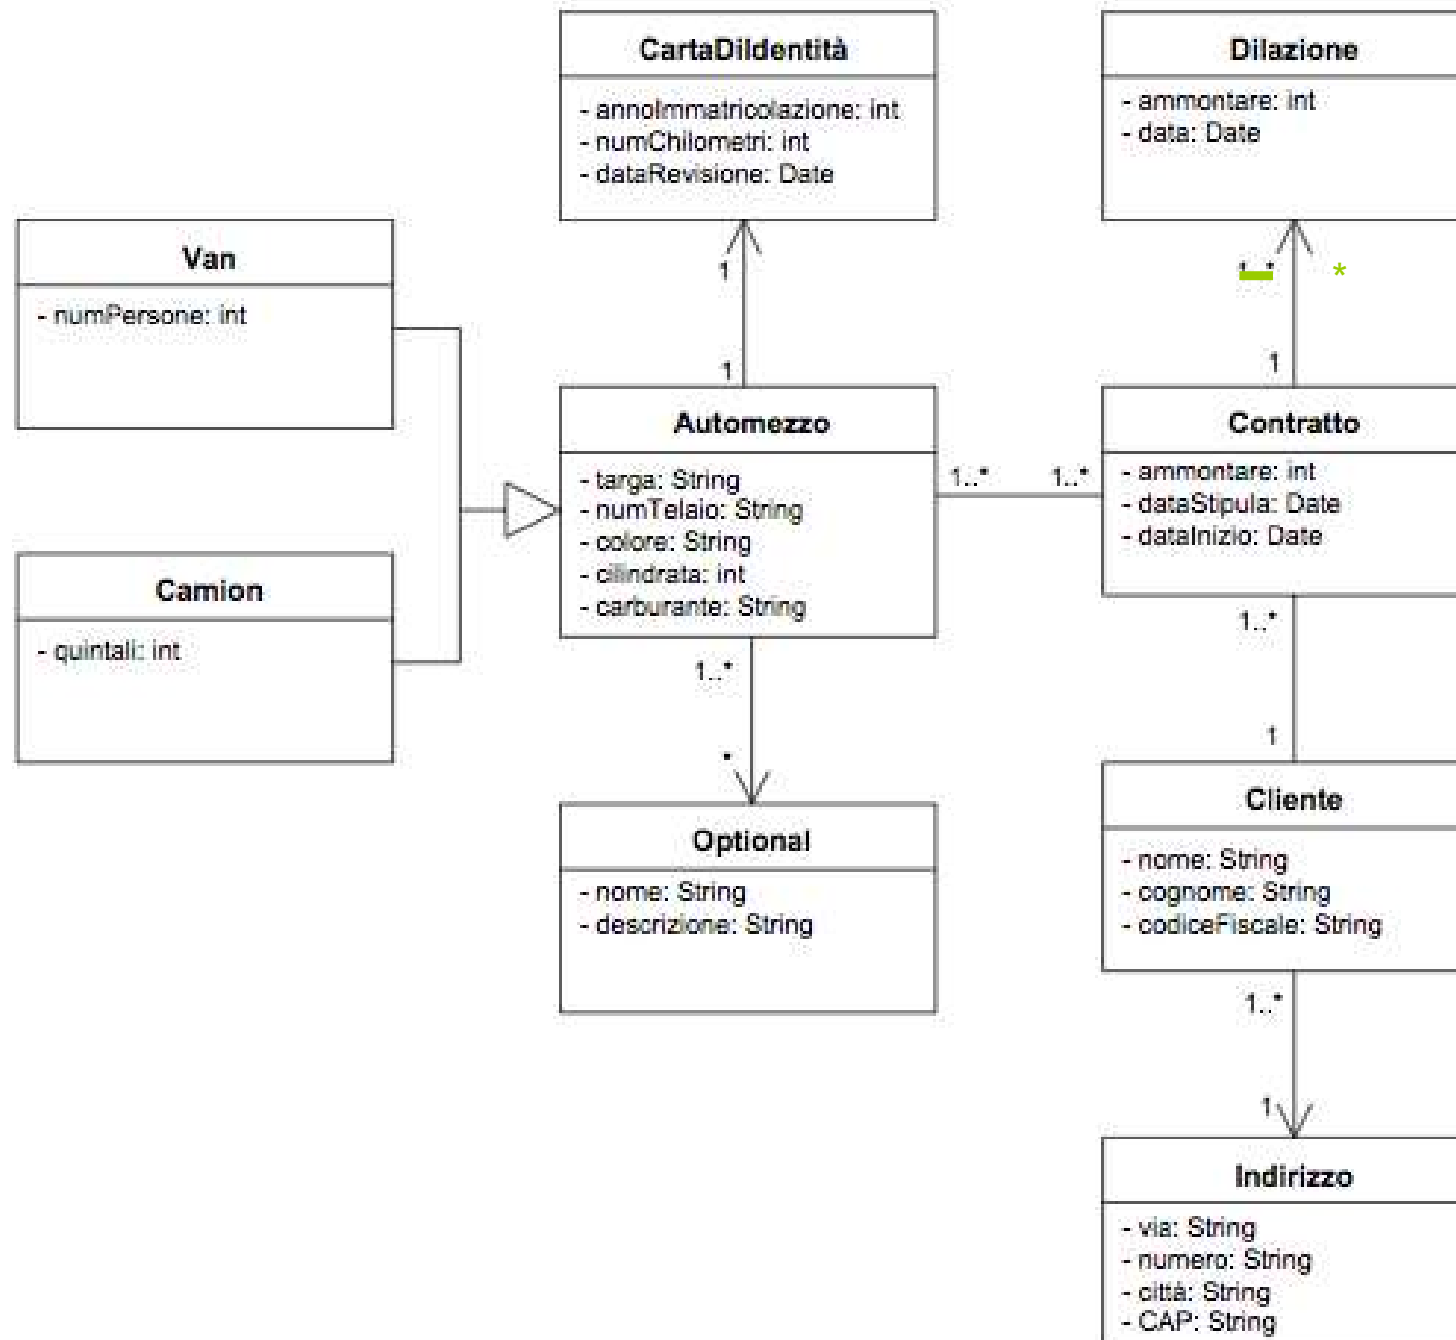 CartaDiIdentità
- annoImmatricolazione: int
- numChilometri: int
- dataRevisione: Date
Dilazione
- ammontare: int
- data: Date
Van
- numPersone: int
1
1
*
1
Automezzo
- targa: String
- numTelaio: String
- colore: String
- cilindrata: int
- carburante: String
1..*
1..*
Contratto
- ammontare: int
- dataStipula: Date
- dataInizio: Date
Camion
- quintali: int
1..*
*
1..*
1
Optional
- nome: String
- descrizione: String
Cliente
- nome: String
- cognome: String
- codiceFiscale: String
1..*
1
Indirizzo
- via: String
- numero: String
- città: String
- CAP: String